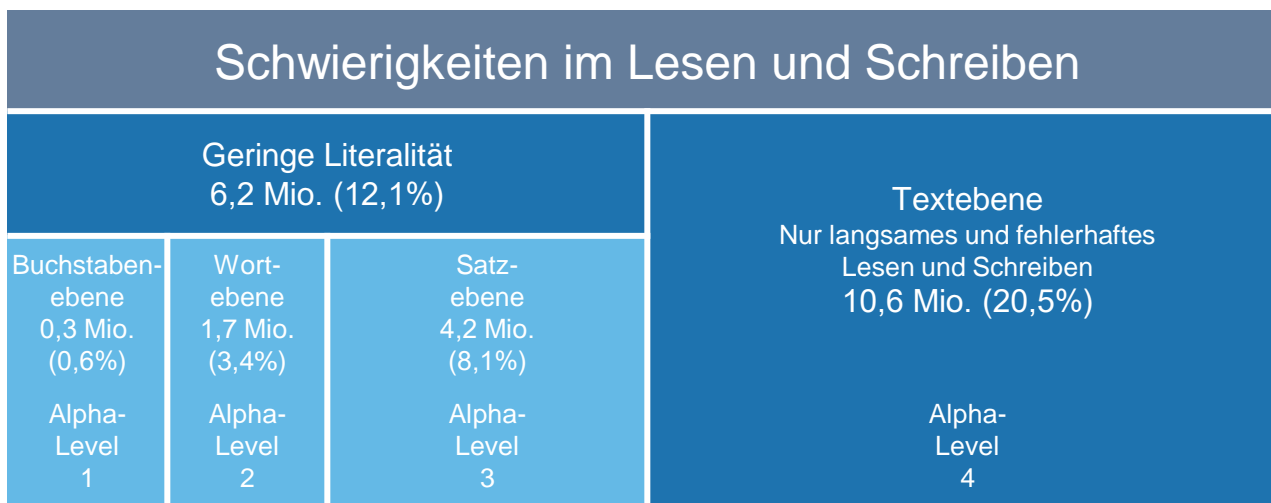 Schwierigkeiten im Lesen und Schreiben
Geringe Literalität
6,2 Mio. (12,1%)
Buchstaben-
ebene
0,3 Mio.
(0,6%)
Alpha-
Level
1
Wort-
ebene
1,7 Mio.
(3,4%)
Alpha-
Level
2
Satz-
ebene
4,2 Mio.
(8,1%)
Alpha-
Level
3
Textebene
Nur langsames und fehlerhaftes
Lesen und Schreiben
10,6 Mio. (20,5%)
Alpha-
Level
4